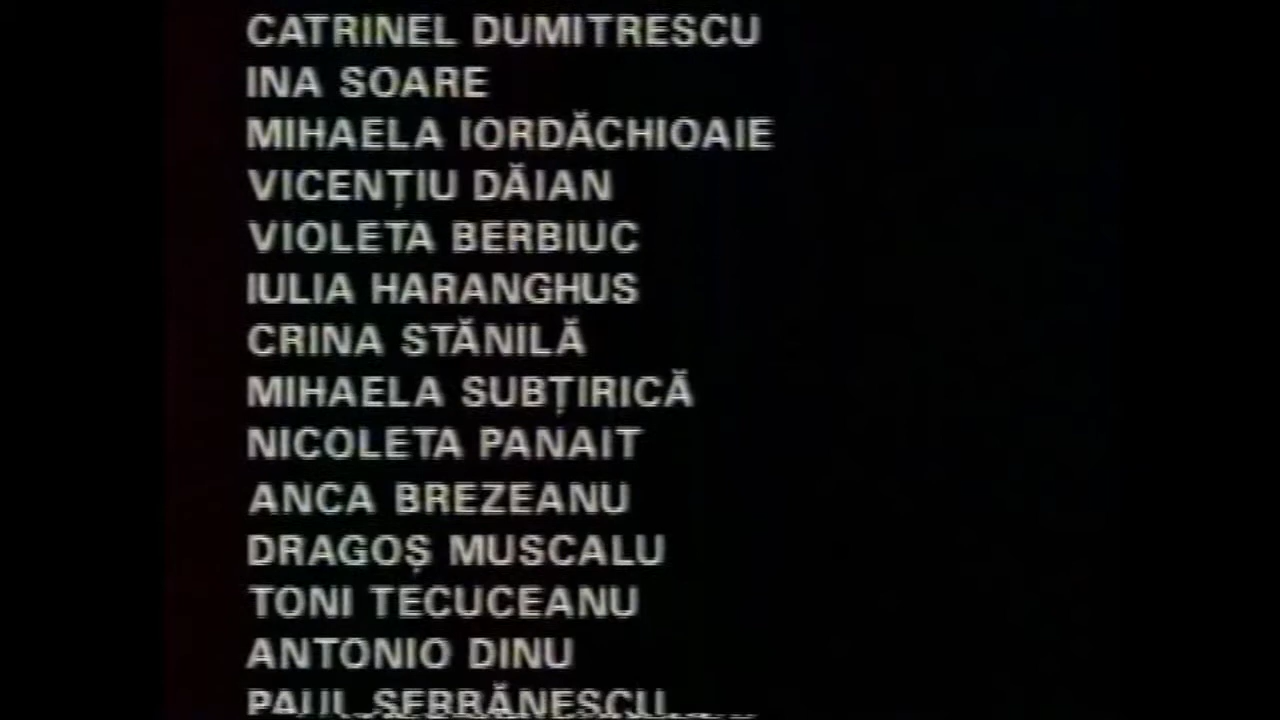 CATRINEL DUMITRESCU
INA SOARE
MIHAELA IORDĂCHIOAIE
VICENȚIU DĂIAN
VIOLETA BERBIUC
IULIA HARANGHUS
CRINA STĂNILĂ
MIHAELA SUBȚIRICĂ
NICOLETA PANAIT
ANCA BREZEANU
DRAGOȘ MUSCALU
TONI TECUCEANU
ANTONIO DINU
PAUL